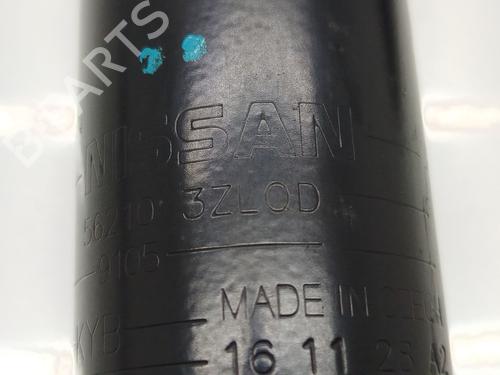 B-PARTS
NISSAN
56210 3ZL0D
9105
MADE IN CZECH
KYB
16 11 23 A2